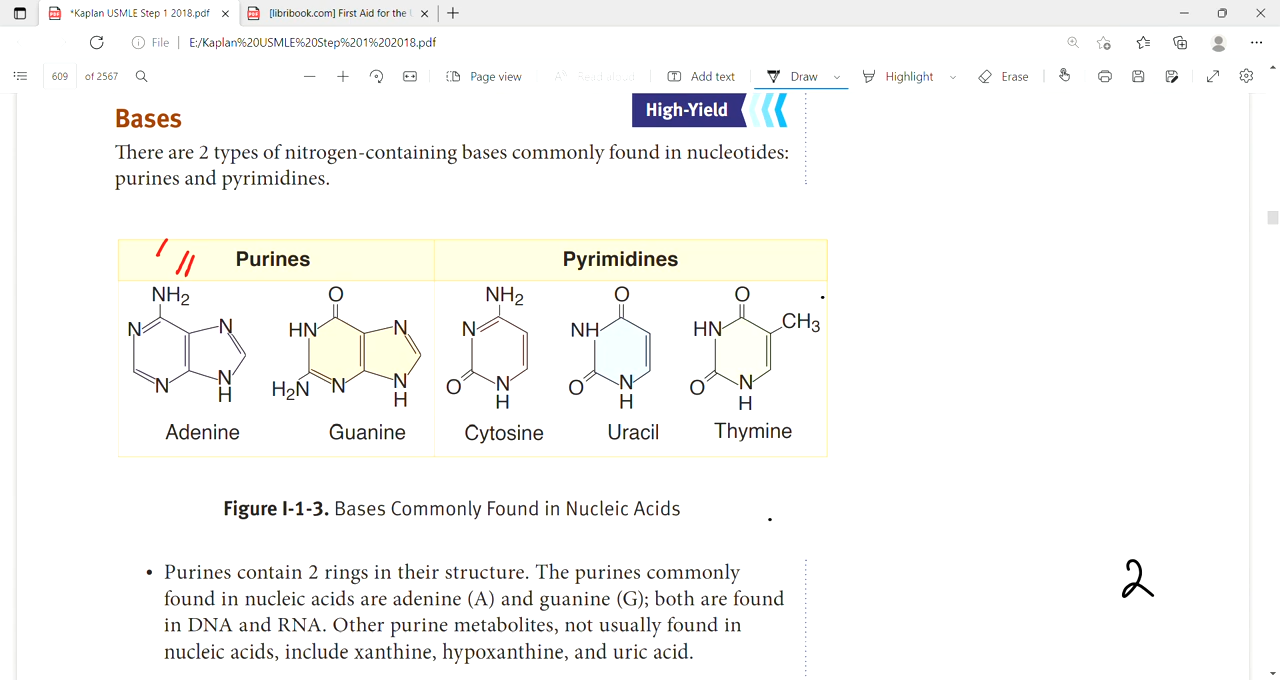 *Kaplan USMLE Step 1 2018.pdf
[libribook.com] First Aid for the
File
E:/Kaplan%20USMLE%20Step%201%202018.pdf
609 of 2567
Page view
Read aloud
Add text
Draw
Highlight
Erase
Bases
High-Yield
There are 2 types of nitrogen-containing bases commonly found in nucleotides:
purines and pyrimidines.
Purines
Pyrimidines
NH2
N
N
N
N
H
Adenine
O
HN
N
H2N
N
N
H
Guanine
NH2
N
O
N
H
Cytosine
O
NH
O
N
H
Uracil
O
HN
CH3
O
N
H
Thymine
Figure I-1-3. Bases Commonly Found in Nucleic Acids
• Purines contain 2 rings in their structure. The purines commonly
found in nucleic acids are adenine (A) and guanine (G); both are found
in DNA and RNA. Other purine metabolites, not usually found in
nucleic acids, include xanthine, hypoxanthine, and uric acid.
2